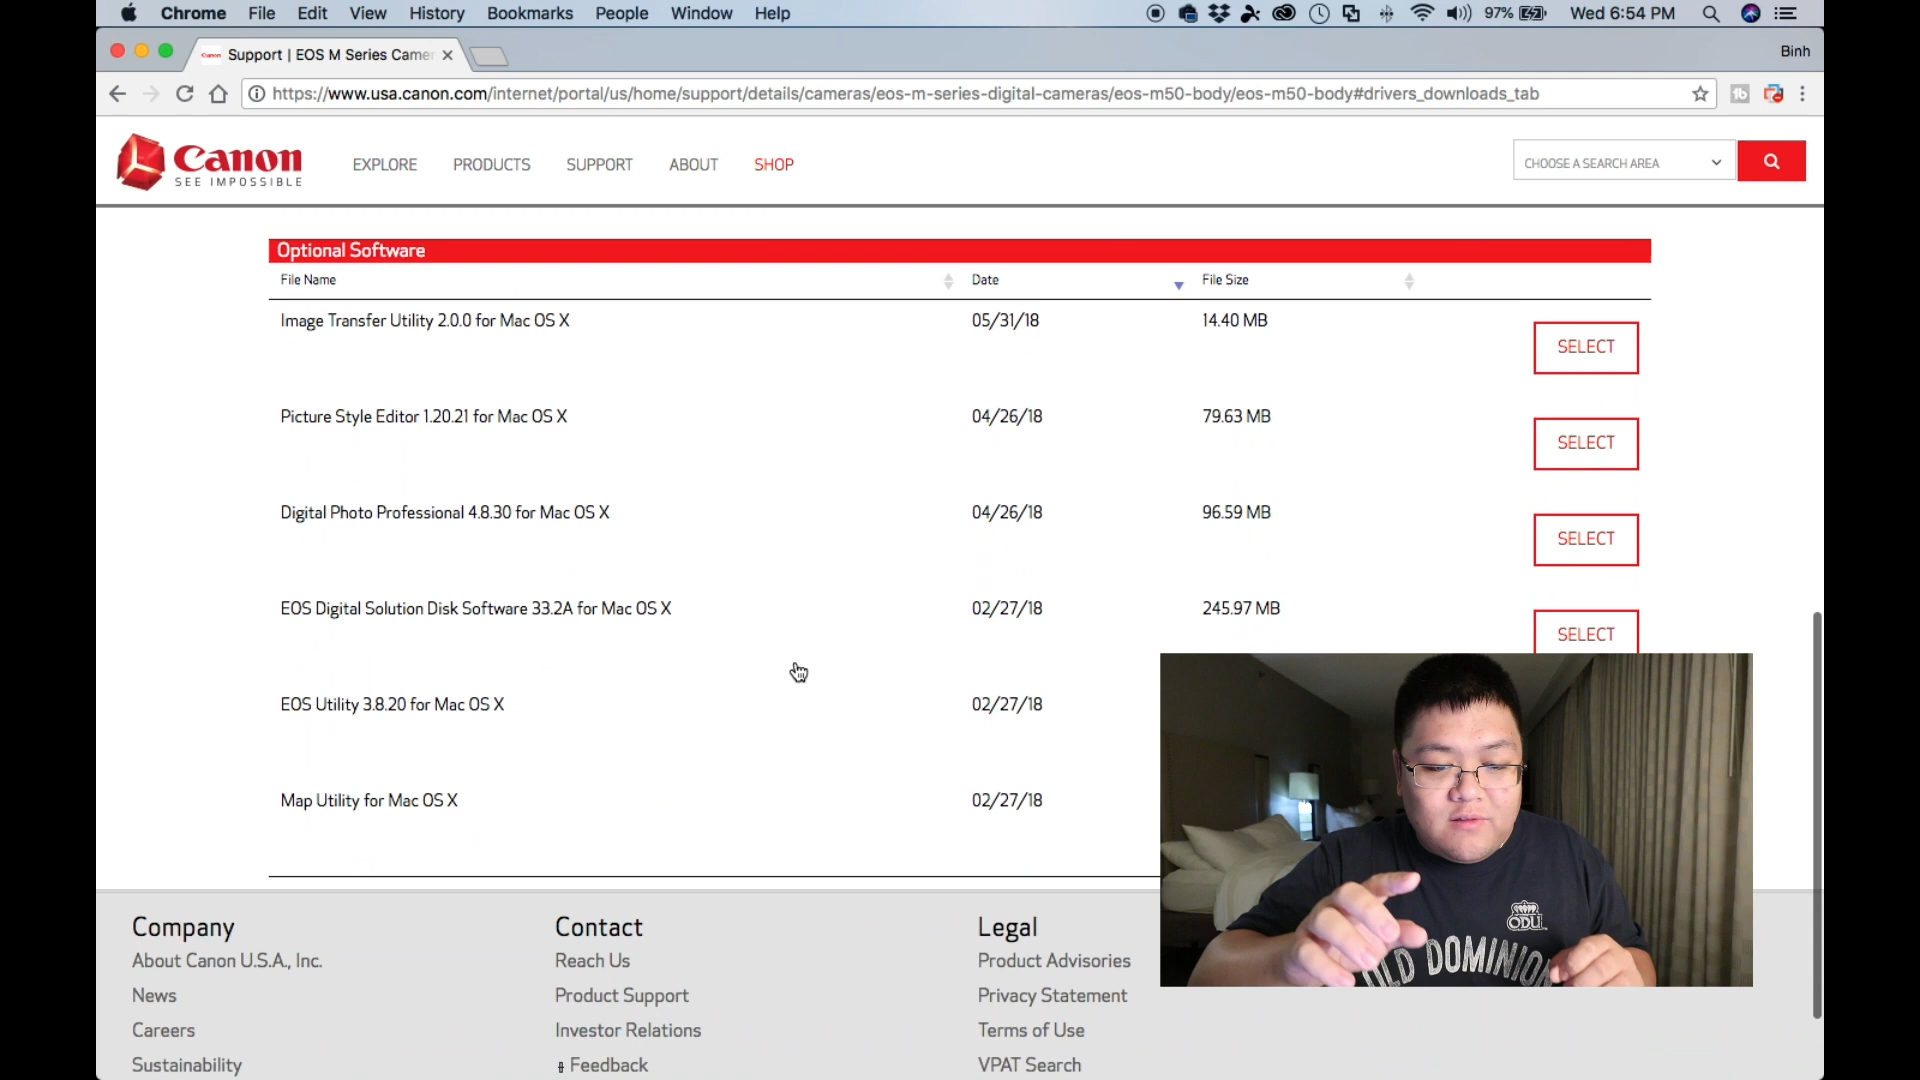 Chrome File Edit View History Bookmarks People Window Help 97% Wed 6:54 PM
Support | EOS M Series Camer
Binh
https://www.usa.canon.com/internet/portal/us/home/support/details/cameras/eos-m-series-digital-cameras/eos-m50-body/eos-m50-body#drivers_downloads_tab
Canon
SEE IMPOSSIBLE
EXPLORE PRODUCTS SUPPORT ABOUT SHOP
CHOOSE A SEARCH AREA
Optional Software
File Name Date File Size
Image Transfer Utility 2.0.0 for Mac OS X 05/31/18 14.40 MB
SELECT
Picture Style Editor 1.20.21 for Mac OS X 04/26/18 79.63 MB
SELECT
Digital Photo Professional 4.8.30 for Mac OS X 04/26/18 96.59 MB
SELECT
EOS Digital Solution Disk Software 33.2A for Mac OS X 02/27/18 245.97 MB
SELECT
EOS Utility 3.8.20 for Mac OS X 02/27/18
Map Utility for Mac OS X 02/27/18
ODU
OLD DOMINION
Company
About Canon U.S.A., Inc.
News
Careers
Sustainability
Contact
Reach Us
Product Support
Investor Relations
Feedback
Legal
Product Advisories
Privacy Statement
Terms of Use
VPAT Search